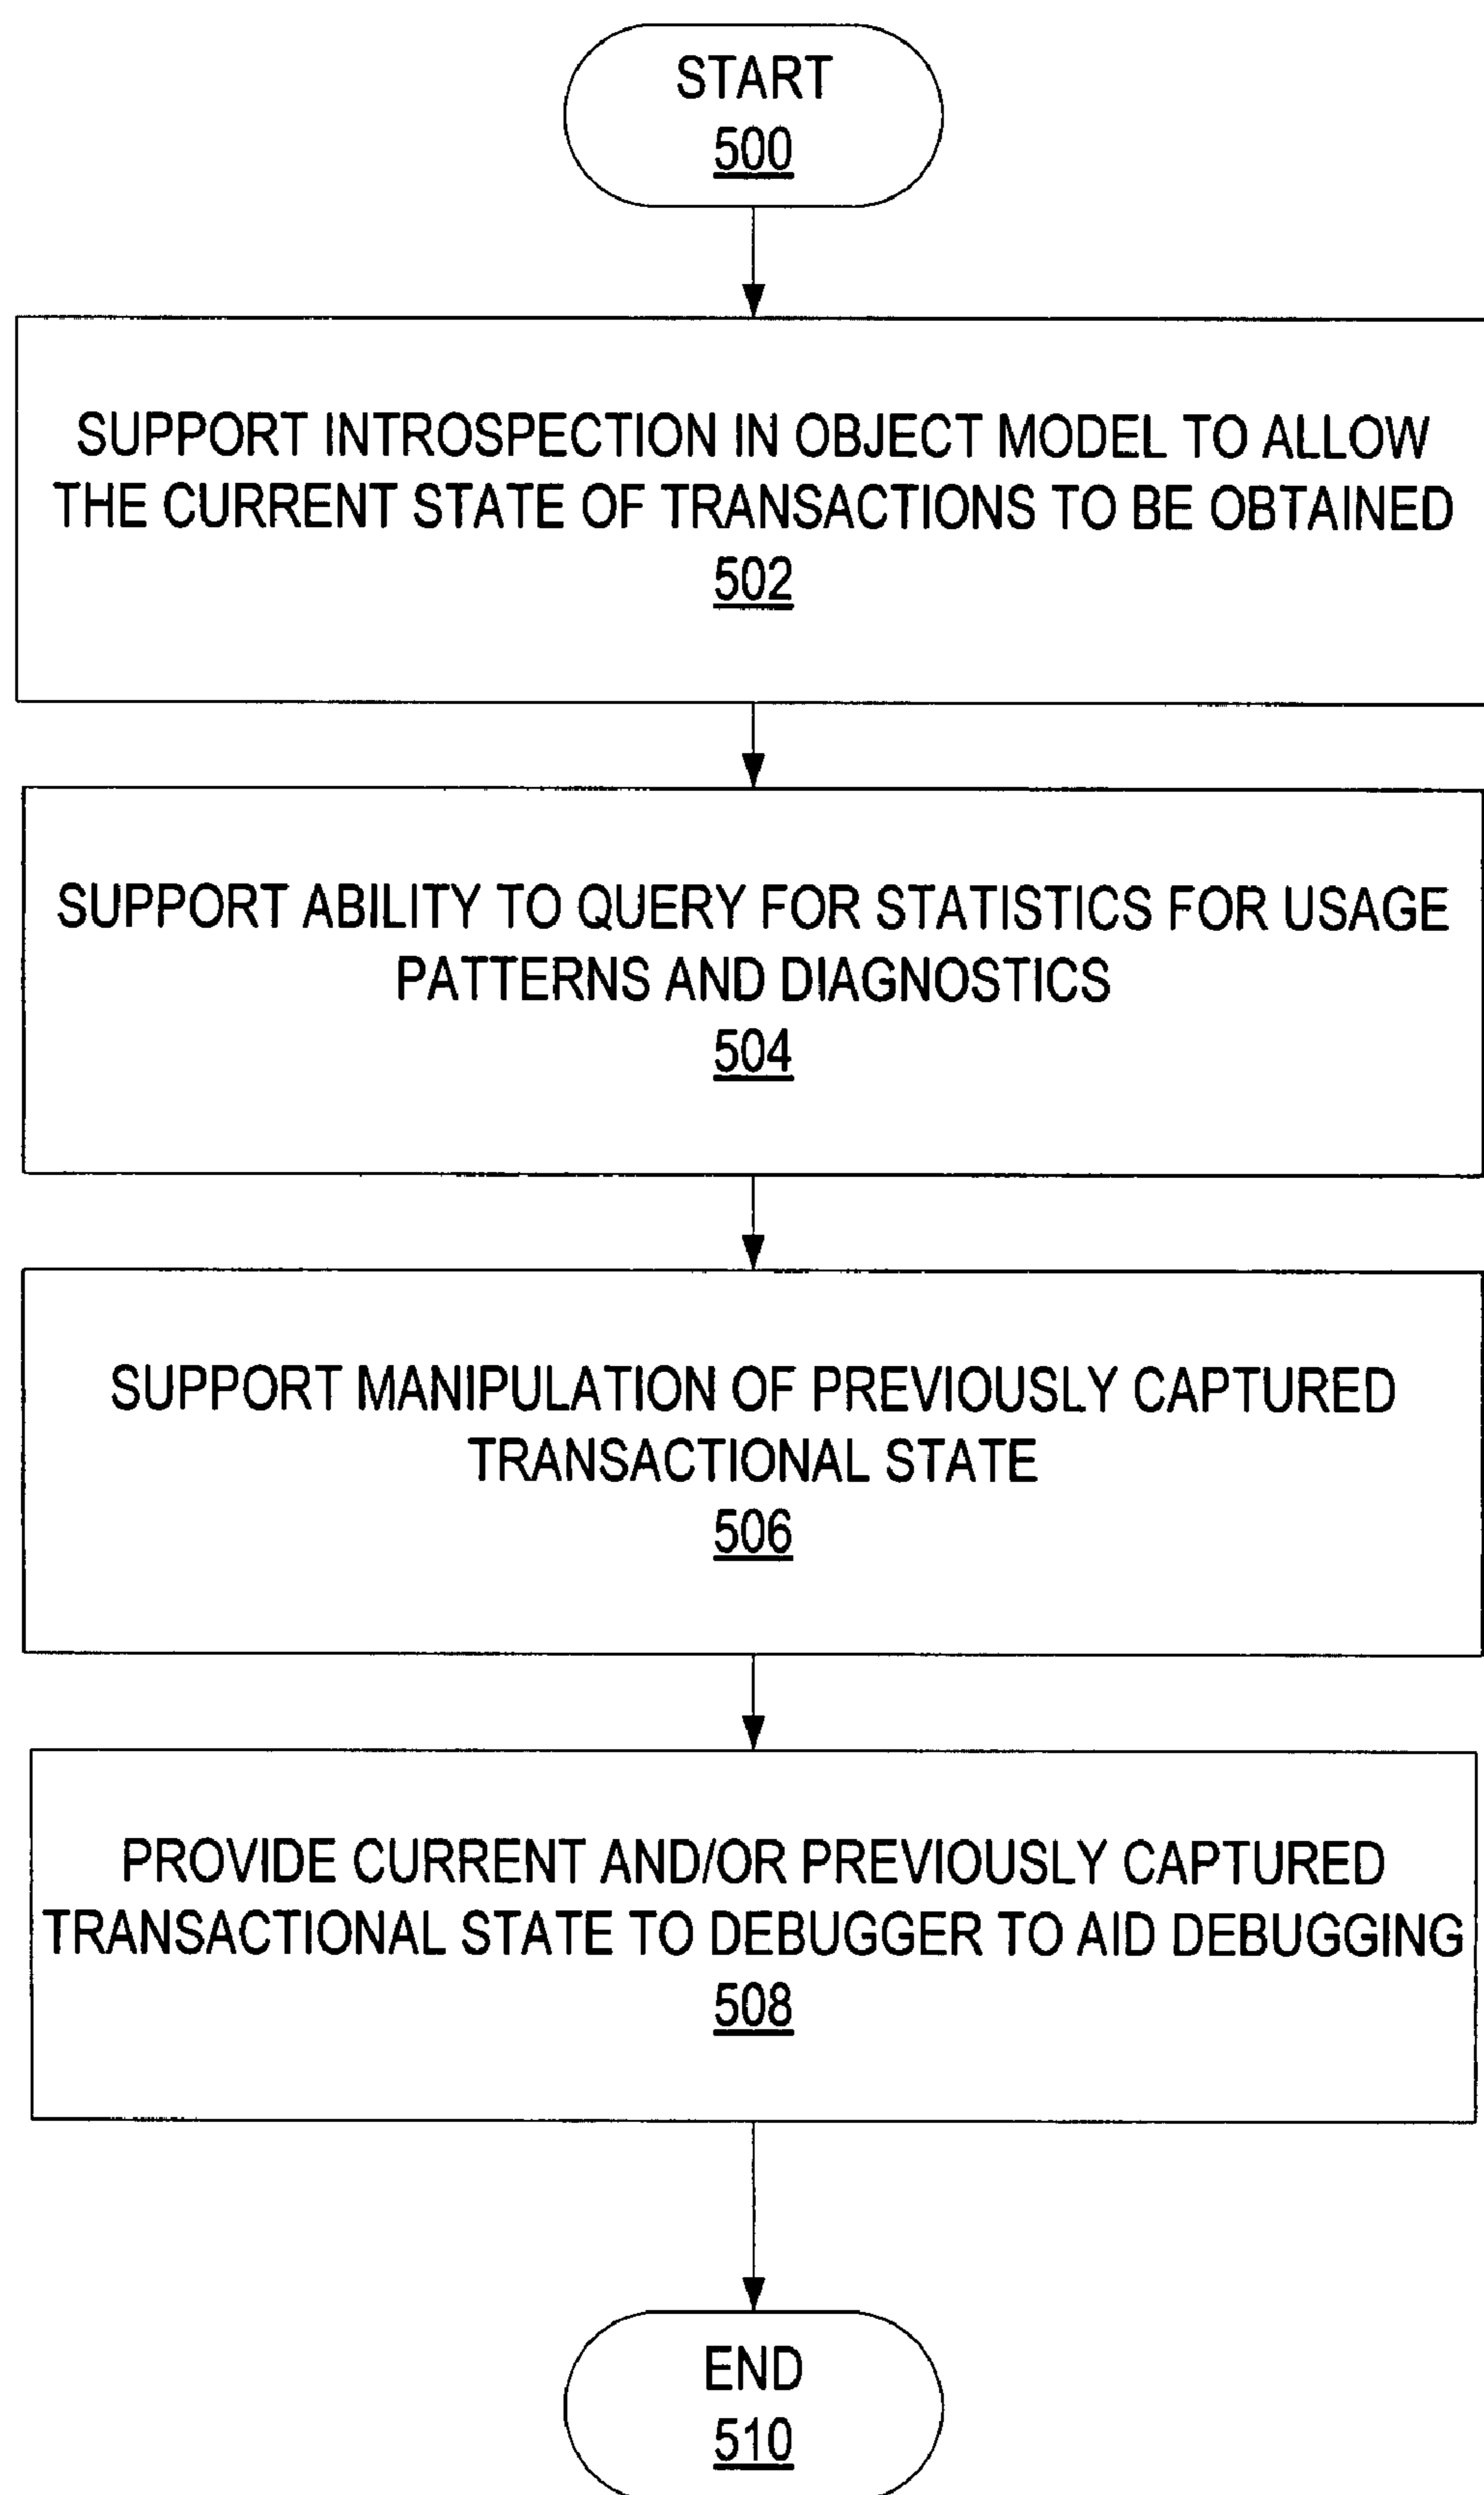 START
500
SUPPORT INTROSPECTION IN OBJECT MODEL TO ALLOW
THE CURRENT STATE OF TRANSACTIONS TO BE OBTAINED
502
SUPPORT ABILITY TO QUERY FOR STATISTICS FOR USAGE
PATTERNS AND DIAGNOSTICS
504
SUPPORT MANIPULATION OF PREVIOUSLY CAPTURED
TRANSACTIONAL STATE
506
PROVIDE CURRENT AND/OR PREVIOUSLY CAPTURED
TRANSACTIONAL STATE TO DEBUGGER TO AID DEBUGGING
508
END
510